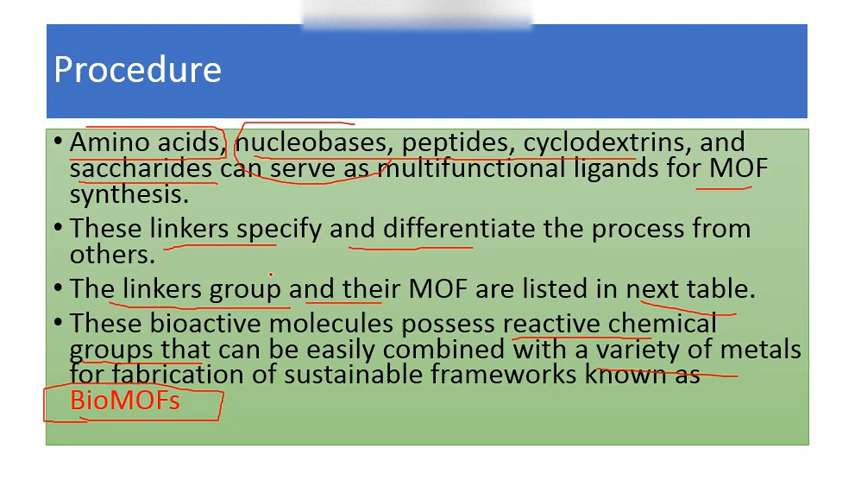 Procedure
• Amino acids, nucleobases, peptides, cyclodextrins, and
saccharides can serve as multifunctional ligands for MOF
synthesis.
• These linkers specify and differentiate the process from
others.
• The linkers group and their MOF are listed in next table.
• These bioactive molecules possess reactive chemical
groups that can be easily combined with a variety of metals
for fabrication of sustainable frameworks known as
BioMOFs